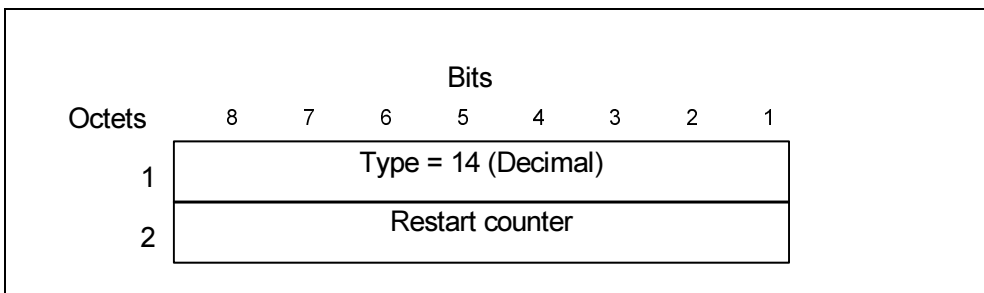 Bits
Octets 8 7 6 5 4 3 2 1
1 Type = 14 (Decimal)
2 Restart counter